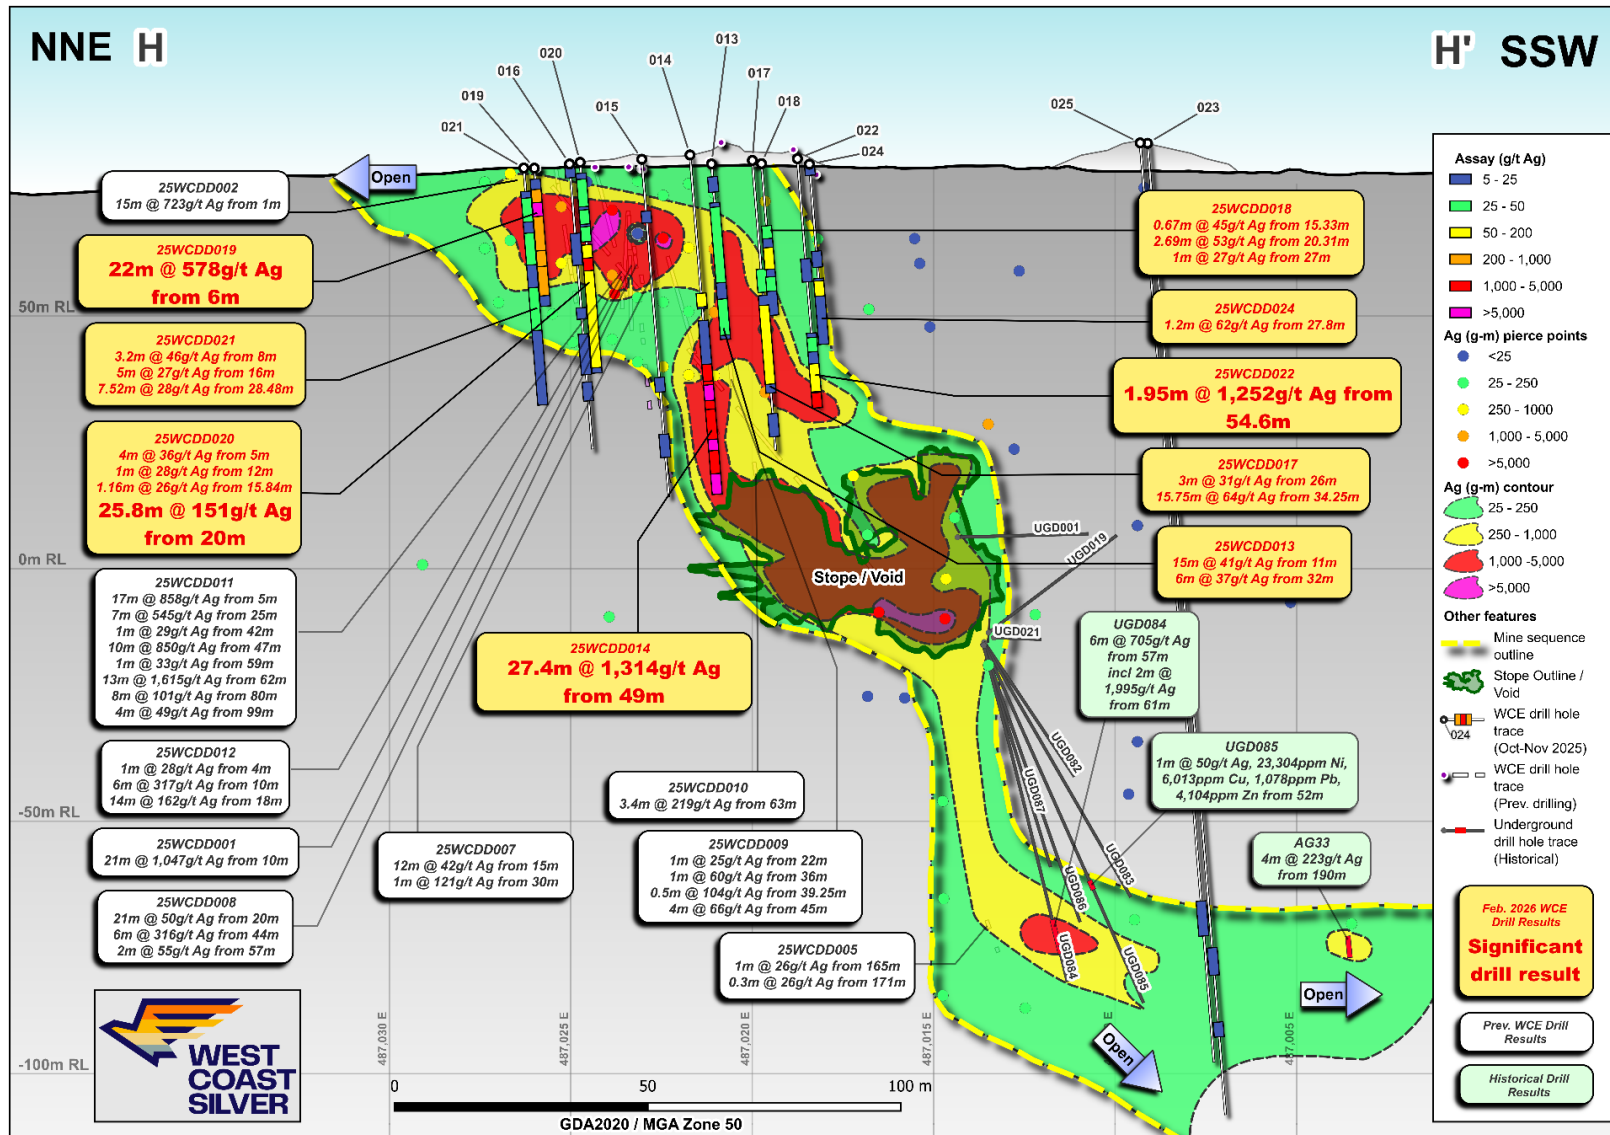 NNE H
H' SSW
013
020
014
016
017
019
015
018
021
022
024
025
023
Open
25WCDD002
15m @ 723g/t Ag from 1m
25WCDD019
22m @ 578g/t Ag
from 6m
50m RL
25WCDD021
3.2m @ 46g/t Ag from 8m
5m @ 27g/t Ag from 16m
7.52m @ 28g/t Ag from 28.48m
25WCDD020
4m @ 36g/t Ag from 5m
1m @ 28g/t Ag from 12m
1.16m @ 26g/t Ag from 15.84m
25.8m @ 151g/t Ag
from 20m
0m RL
25WCDD011
17m @ 858g/t Ag from 5m
7m @ 545g/t Ag from 25m
1m @ 29g/t Ag from 42m
10m @ 850g/t Ag from 47m
1m @ 33g/t Ag from 59m
13m @ 1,615g/t Ag from 62m
8m @ 101g/t Ag from 80m
4m @ 49g/t Ag from 99m
25WCDD012
1m @ 28g/t Ag from 4m
6m @ 317g/t Ag from 10m
14m @ 162g/t Ag from 18m
-50m RL
25WCDD001
21m @ 1,047g/t Ag from 10m
25WCDD008
21m @ 50g/t Ag from 20m
6m @ 316g/t Ag from 44m
2m @ 55g/t Ag from 57m
25WCDD018
0.67m @ 45g/t Ag from 15.33m
2.69m @ 53g/t Ag from 20.31m
1m @ 27g/t Ag from 27m
25WCDD024
1.2m @ 62g/t Ag from 27.8m
25WCDD022
1.95m @ 1,252g/t Ag from
54.6m
25WCDD017
3m @ 31g/t Ag from 26m
15.75m @ 64g/t Ag from 34.25m
25WCDD013
15m @ 41g/t Ag from 11m
6m @ 37g/t Ag from 32m
Stope / Void
UGD001
UGD019
UGD021
25WCDD014
27.4m @ 1,314g/t Ag
from 49m
UGD084
6m @ 705g/t Ag
from 57m
incl 2m @
1,995g/t Ag
from 61m
UGD085
1m @ 50g/t Ag, 23,304ppm Ni,
6,013ppm Cu, 1,078ppm Pb,
4,104ppm Zn from 52m
UGD082
UGD087
UGD083
UGD086
UGD084
UGD085
25WCDD010
3.4m @ 219g/t Ag from 63m
25WCDD007
12m @ 42g/t Ag from 15m
1m @ 121g/t Ag from 30m
25WCDD009
1m @ 25g/t Ag from 22m
1m @ 60g/t Ag from 36m
0.5m @ 104g/t Ag from 39.25m
4m @ 66g/t Ag from 45m
25WCDD005
1m @ 26g/t Ag from 165m
0.3m @ 26g/t Ag from 171m
AG33
4m @ 223g/t Ag
from 190m
Open
Open
487,030 E
487,025 E
487,020 E
487,015 E
487,005 E
-100m RL
WEST
COAST
SILVER
0 50 100 m
GDA2020 / MGA Zone 50
Assay (g/t Ag)
5 - 25
25 - 50
50 - 200
200 - 1,000
1,000 - 5,000
>5,000
Ag (g-m) pierce points
<25
25 - 250
250 - 1000
1,000 - 5,000
>5,000
Ag (g-m) contour
25 - 250
250 - 1,000
1,000 -5,000
>5,000
Other features
Mine sequence
outline
Stope Outline /
Void
WCE drill hole
024
trace
(Oct-Nov 2025)
WCE drill hole
trace
(Prev. drilling)
Underground
drill hole trace
(Historical)
Feb. 2026 WCE
Drill Results
Significant
drill result
Prev. WCE Drill
Results
Historical Drill
Results